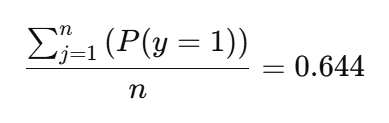 \frac{\sum_{j=1}^{n} (P(y = 1))}{n} = 0.644